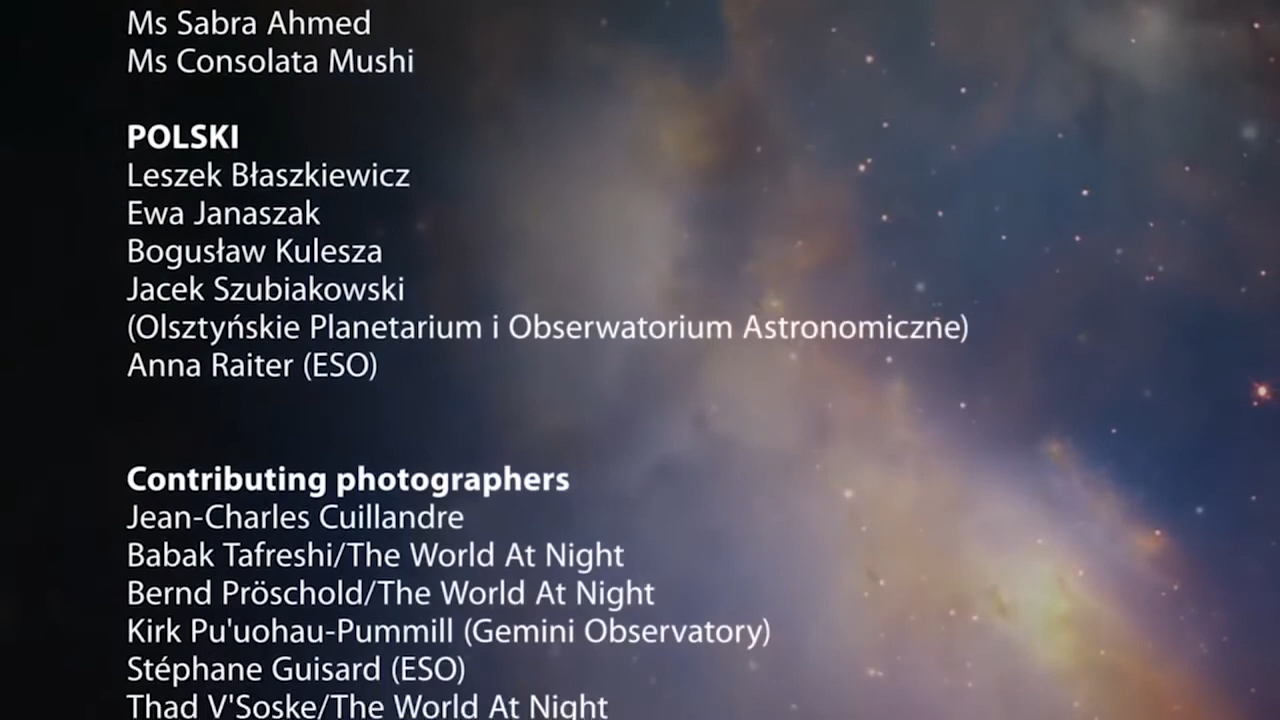 Ms Sabra Ahmed
Ms Consolata Mushi
POLSKI
Leszek Błaszkiewicz
Ewa Janaszak
Bogusław Kulesza
Jacek Szubiakowski
(Olsztyńskie Planetarium i Obserwatorium Astronomiczne)
Anna Raiter (ESO)
Contributing photographers
Jean-Charles Cuillandre
Babak Tafreshi/The World At Night
Bernd Pröschold/The World At Night
Kirk Pu'uohau-Pummill (Gemini Observatory)
Stéphane Guisard (ESO)
Thad V'Soske/The World At Night